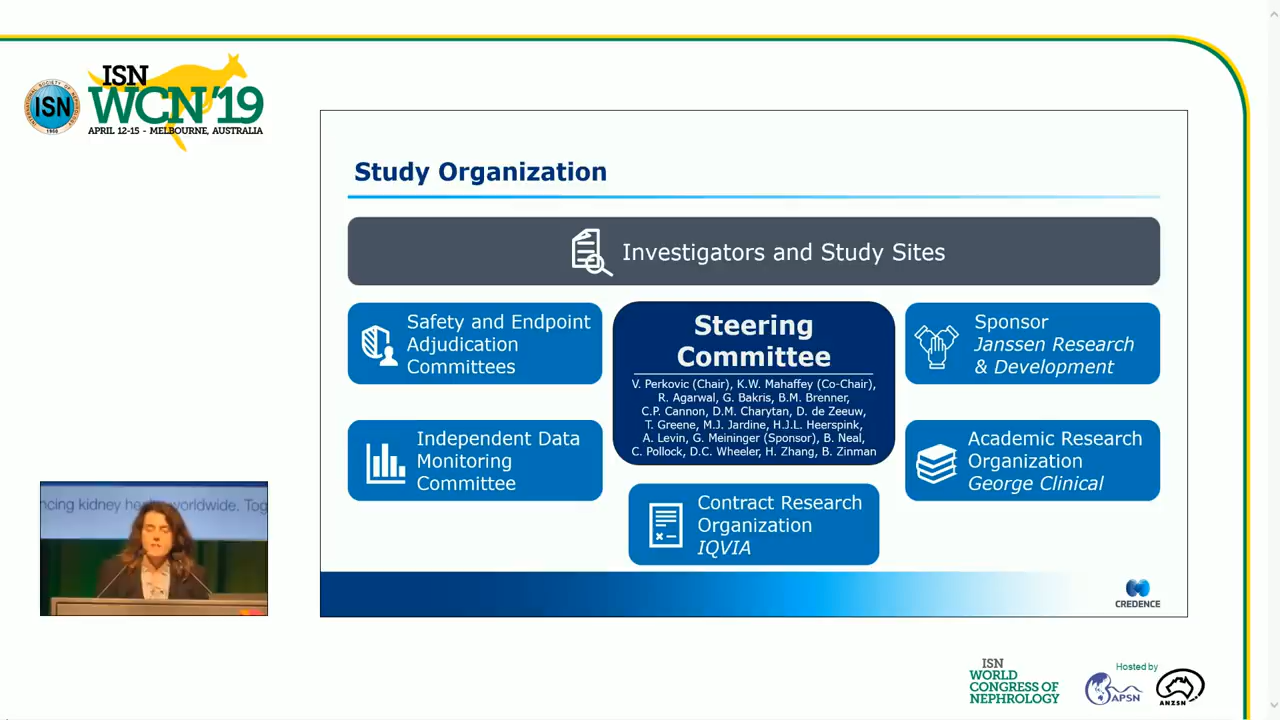 ISN
WCN'19
APRIL 12-15 - MELBOURNE, AUSTRALIA
ISN
Study Organization
Investigators and Study Sites
Safety and Endpoint
Adjudication
Committees
Steering
Committee
V. Perkovic (Chair), K.W. Mahaffey (Co-Chair),
R. Agarwal, G. Bakris, B.M. Brenner,
C.P. Cannon, D.M. Charytan, D. de Zeeuw,
T. Greene, M.J. Jardine, H.J.L. Heerspink,
A. Levin, G. Meininger (Sponsor), B. Neal,
C. Pollock, D.C. Wheeler, H. Zhang, B. Zinman
Sponsor
Janssen Research
& Development
Independent Data
Monitoring
Committee
Academic Research
Organization
George Clinical
Contract Research
Organization
IQVIA
CREDENCE
ncing kidney he worldwide. Tog
ISN
WORLD
CONGRESS OF
NEPHROLOGY
Hosted by
APSN
ANZSN